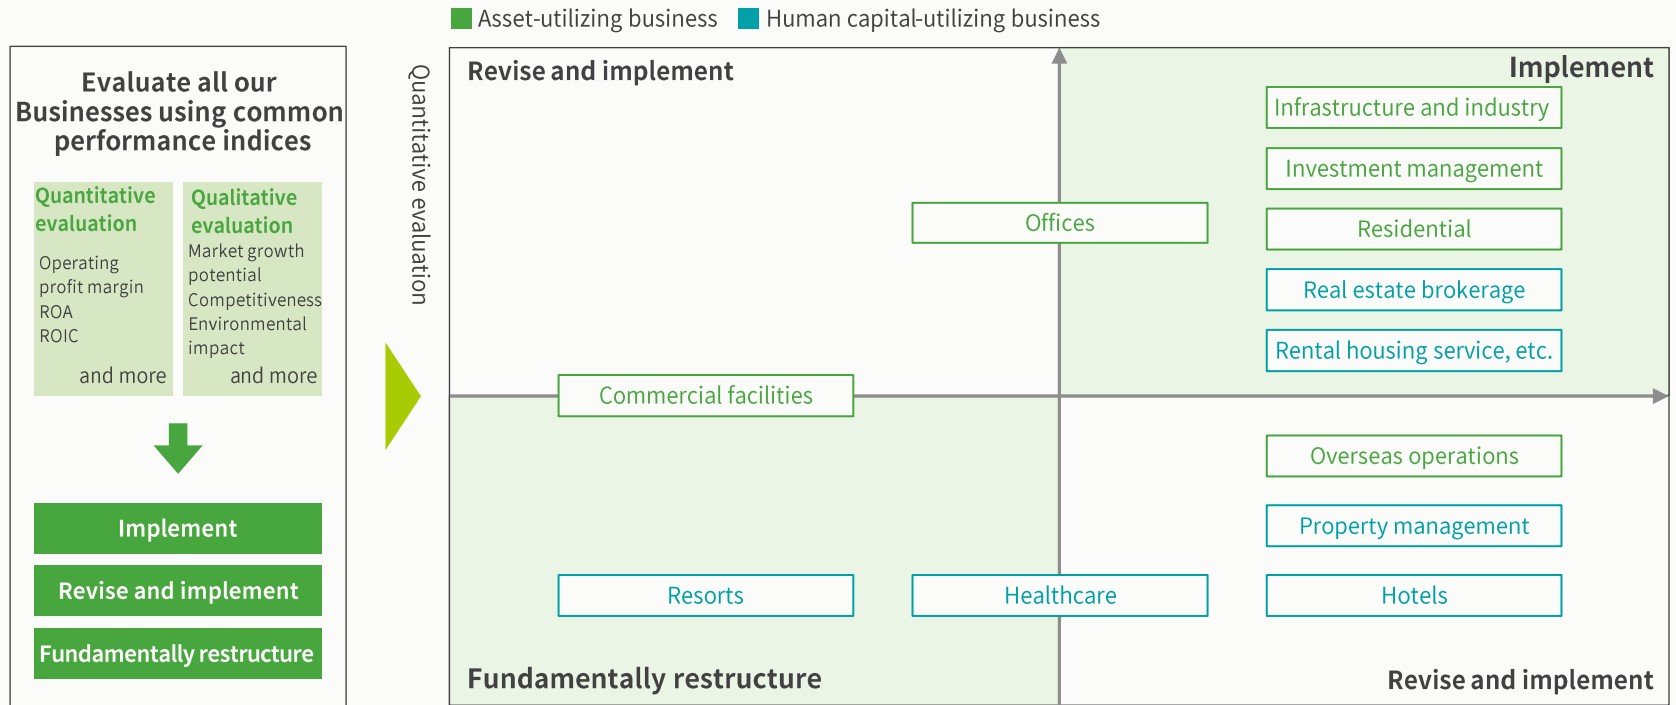 Asset-utilizing business
Human capital-utilizing business
Evaluate all our
Businesses using common
performance indices
Quantitative
evaluation
Operating
profit margin
ROA
ROIC
and more
Qualitative
evaluation
Market growth
potential
Competitiveness
Environmental
impact
and more
Implement
Revise and implement
Fundamentally restructure
Quantitative evaluation
Revise and implement
Implement
Infrastructure and industry
Investment management
Offices
Residential
Real estate brokerage
Rental housing service, etc.
Commercial facilities
Overseas operations
Property management
Resorts
Healthcare
Hotels
Fundamentally restructure
Revise and implement